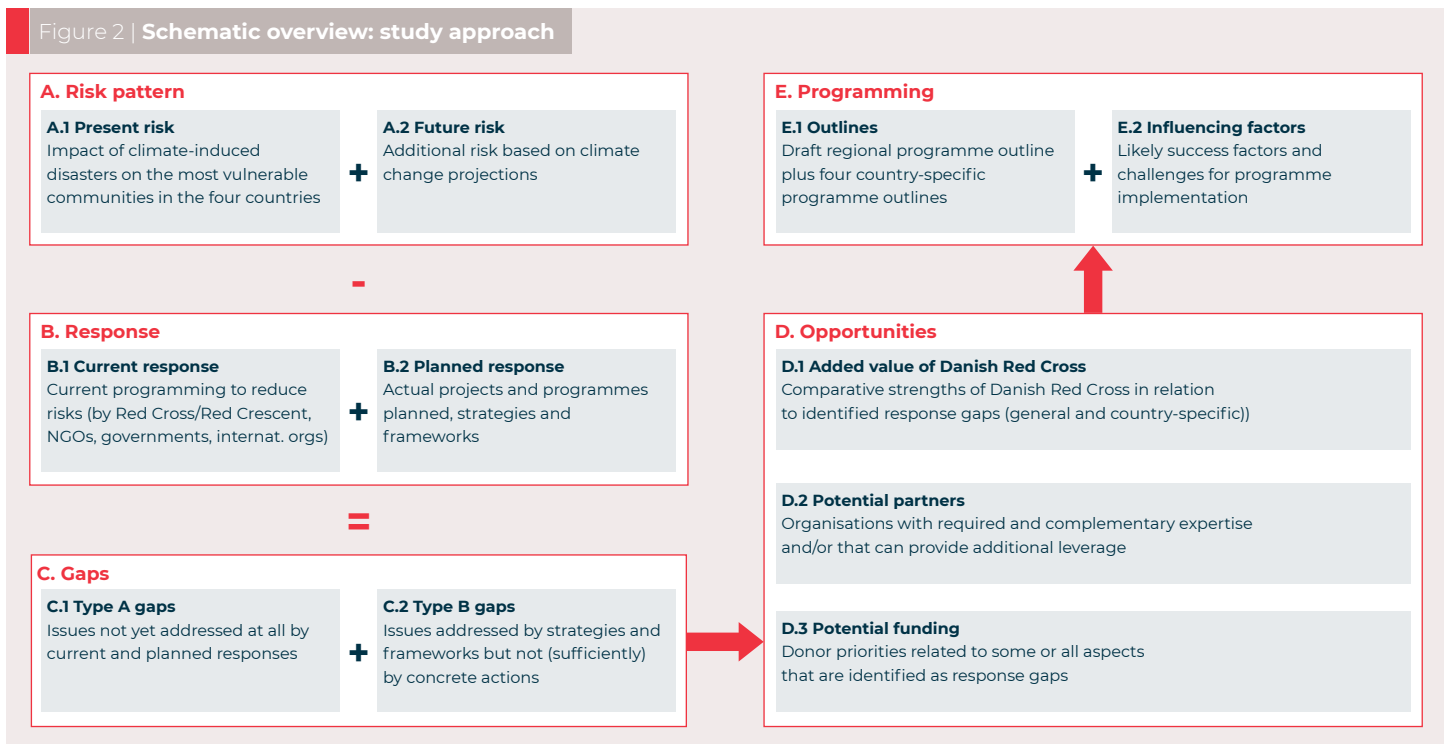 Figure 2 | Schematic overview: study approach
A. Risk pattern
A.1 Present risk
Impact of climate-induced
disasters on the most vulnerable
communities in the four countries
+
A.2 Future risk
Additional risk based on climate
change projections
-
B. Response
B.1 Current response
Current programming to reduce
risks (by Red Cross/Red Crescent,
NGOs, governments, internat. orgs)
+
B.2 Planned response
Actual projects and programmes
planned, strategies and
frameworks
=
C. Gaps
C.1 Type A gaps
Issues not yet addressed at all by
current and planned responses
+
C.2 Type B gaps
Issues addressed by strategies and
frameworks but not (sufficiently)
by concrete actions
D. Opportunities
D.1 Added value of Danish Red Cross
Comparative strengths of Danish Red Cross in relation
to identified response gaps (general and country-specific))
D.2 Potential partners
Organisations with required and complementary expertise
and/or that can provide additional leverage
D.3 Potential funding
Donor priorities related to some or all aspects
that are identified as response gaps
E. Programming
E.1 Outlines
Draft regional programme outline
plus four country-specific
programme outlines
+
E.2 Influencing factors
Likely success factors and
challenges for programme
implementation